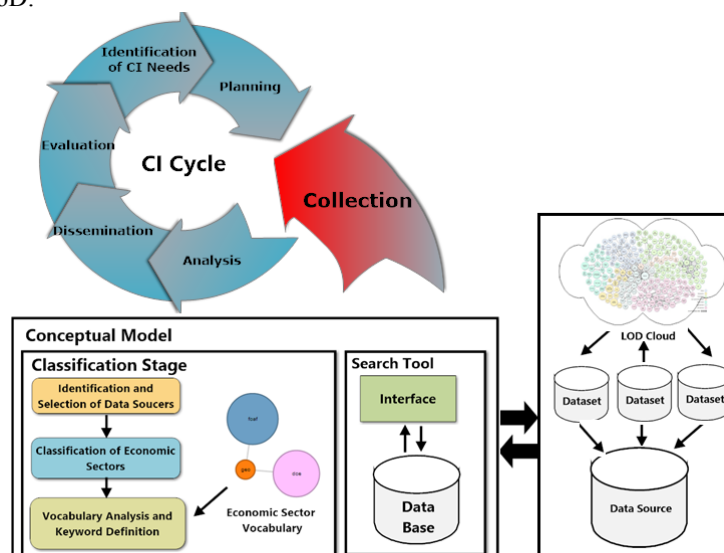 Identification
of CI Needs
Planning
Evaluation
CI Cycle
Collection
Dissemination
Analysis
Conceptual Model
Classification Stage
Identification and
Selection of Data Soucers
Classification of Economic
Sectors
Vocabulary Analysis and
Keyword Definition
Economic Sector
Vocabulary
Search Tool
Interface
Data
Base
LOD Cloud
Dataset
Dataset
Dataset
Data Source